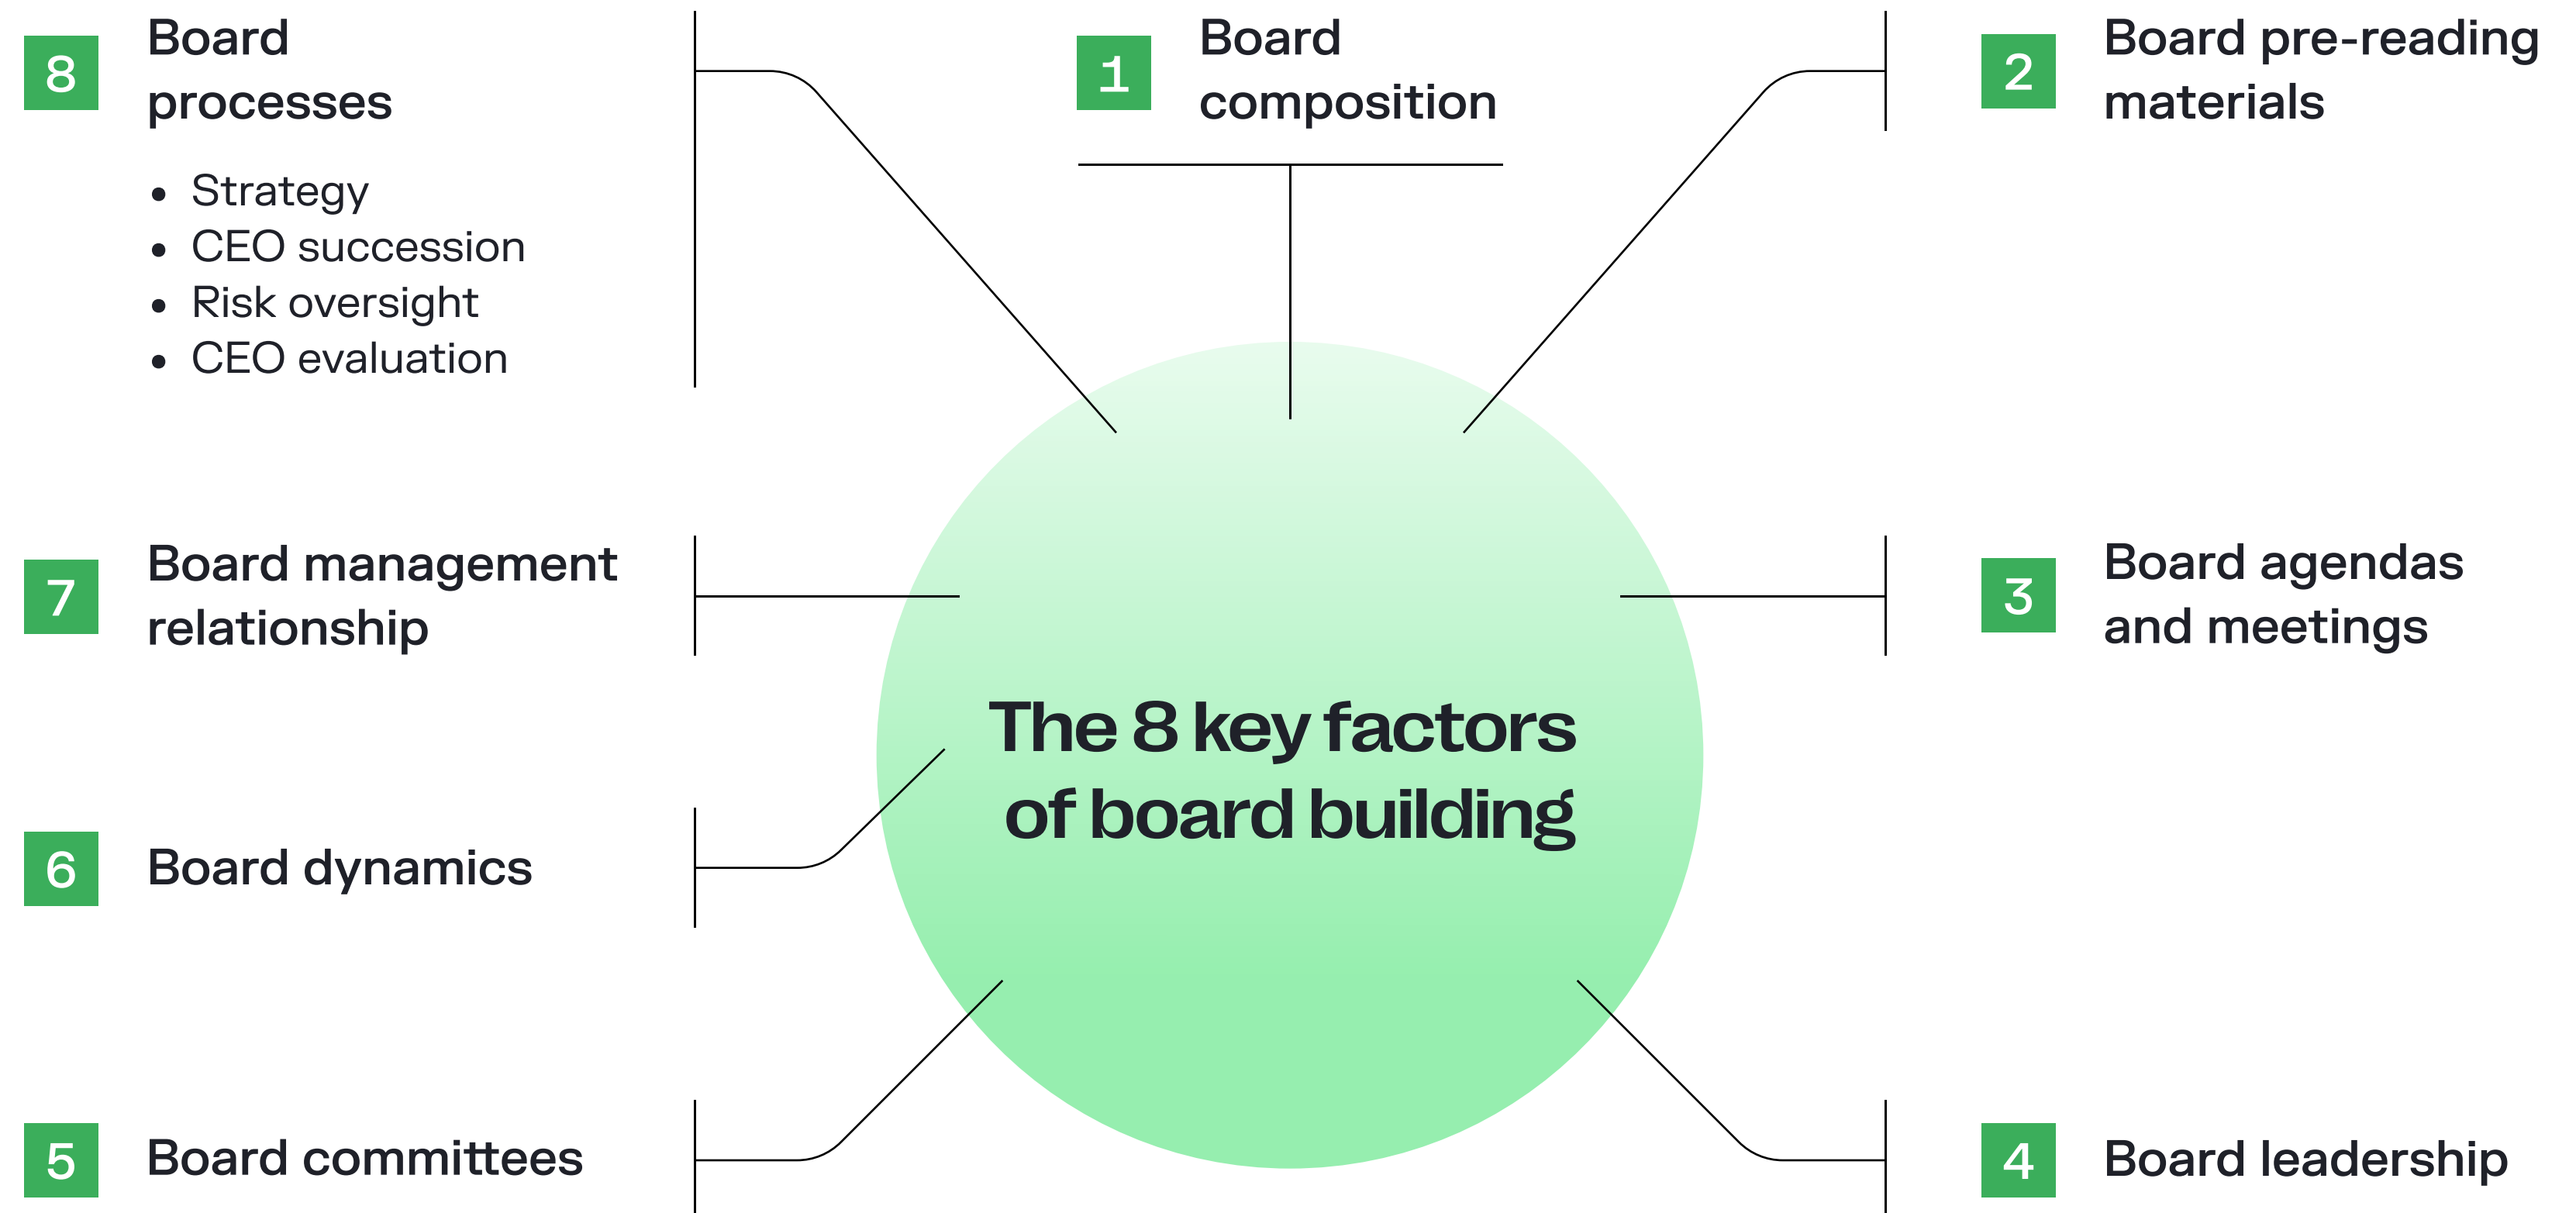 8
Board
processes
• Strategy
• CEO succession
• Risk oversight
• CEO evaluation
1
Board
composition
2
Board pre-reading
materials
7
Board management
relationship
3
Board agendas
and meetings
The 8 key factors
of board building
6
Board dynamics
5
Board committees
4
Board leadership